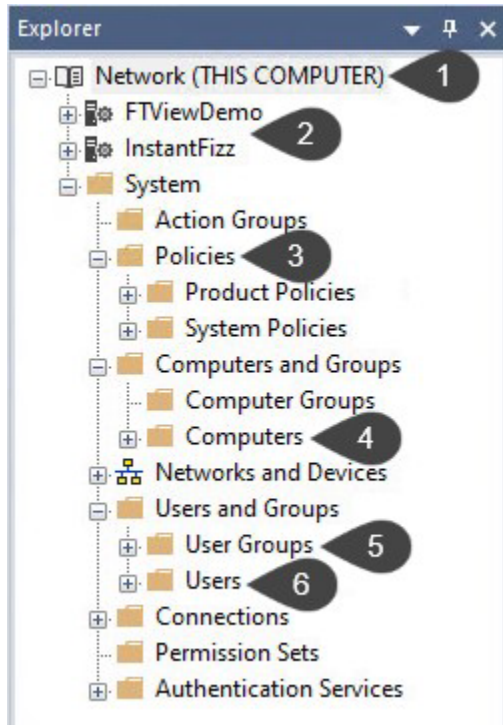 Explorer
Network (THIS COMPUTER) 1
FTViewDemo
2
InstantFizz
System
Action Groups
Policies 3
Product Policies
System Policies
Computers and Groups
Computer Groups
Computers 4
Networks and Devices
Users and Groups
User Groups 5
Users 6
Connections
Permission Sets
Authentication Services